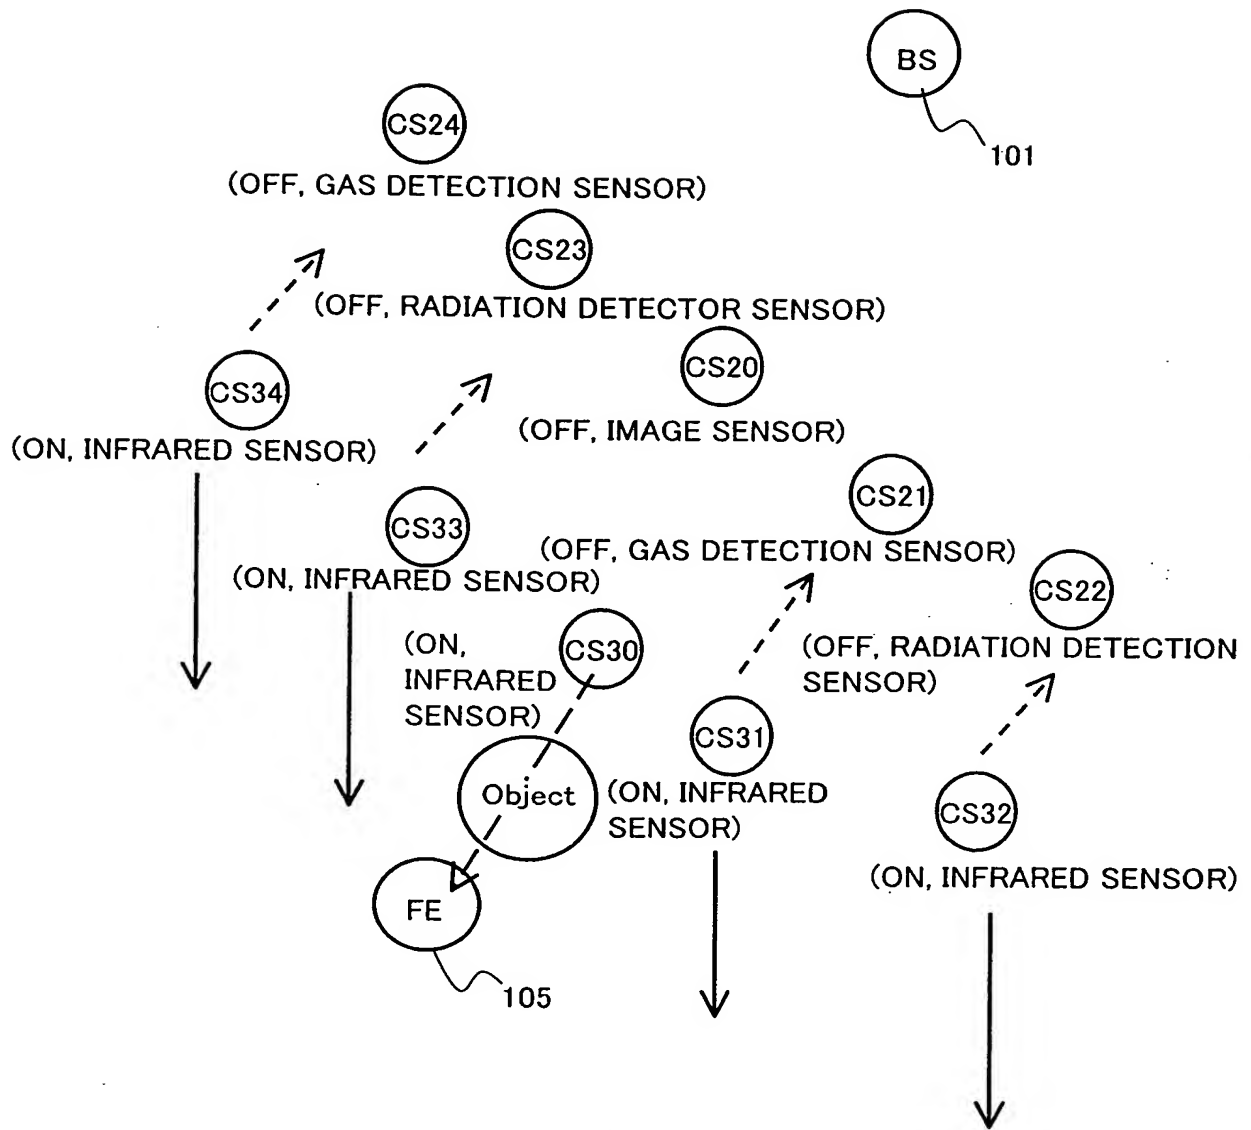 BS
101
CS24
(OFF, GAS DETECTION SENSOR)
CS23
(OFF, RADIATION DETECTOR SENSOR)
CS20
(OFF, IMAGE SENSOR)
CS34
(ON, INFRARED SENSOR)
CS33
(ON, INFRARED SENSOR)
CS21
(OFF, GAS DETECTION SENSOR)
CS22
(OFF, RADIATION DETECTION
SENSOR)
CS30
(ON,
INFRARED
SENSOR)
CS31
(ON, INFRARED
SENSOR)
Object
CS32
(ON, INFRARED SENSOR)
FE
105